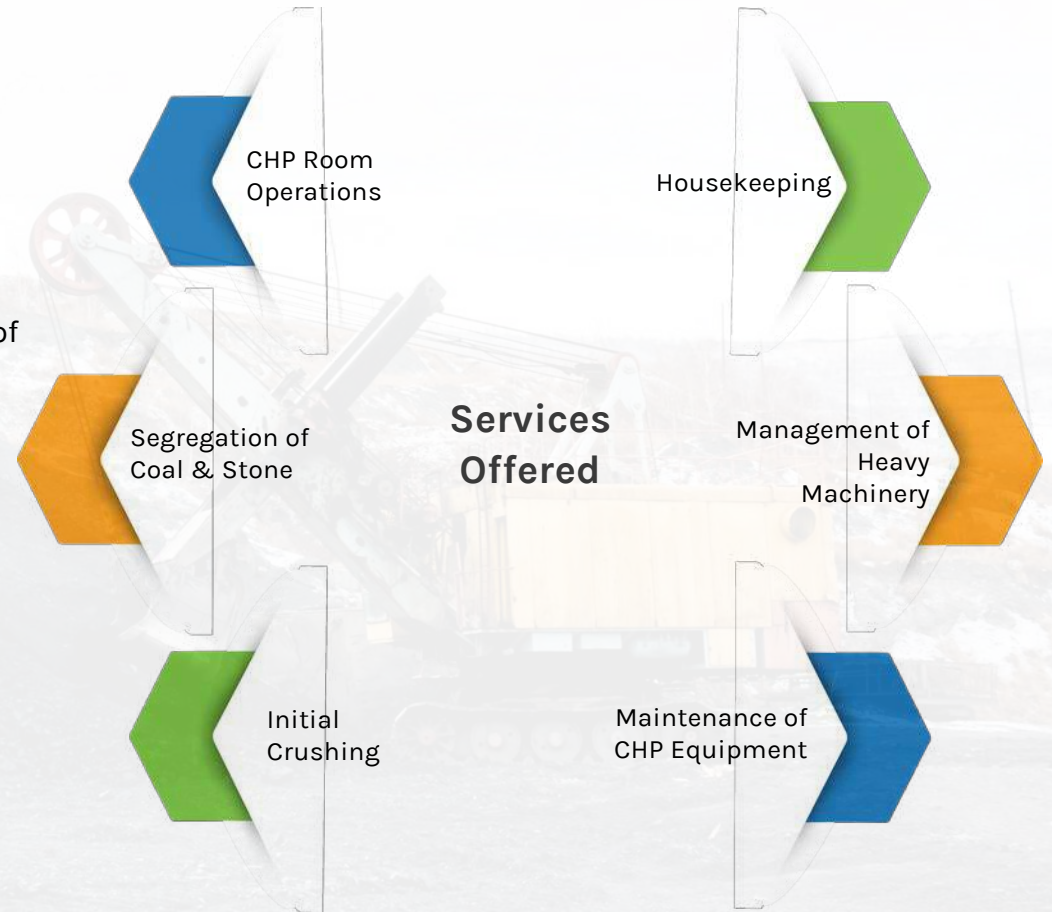 CHP Room
Operations
Housekeeping
of
Segregation of
Coal & Stone
Services
Offered
Management of
Heavy
Machinery
Initial
Crushing
Maintenance of
CHP Equipment